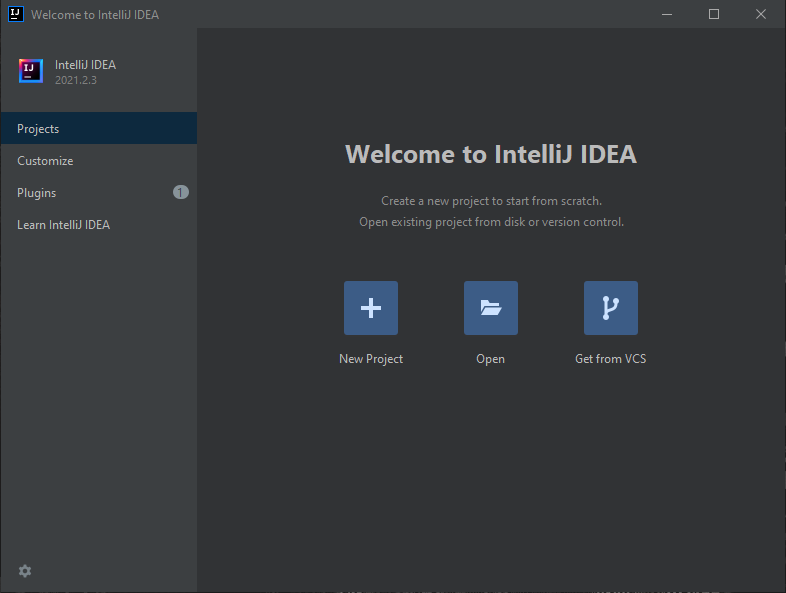 Welcome to IntelliJ IDEA
IntelliJ IDEA
2021.2.3
Projects
Customize
Plugins 1
Learn IntelliJ IDEA
Welcome to IntelliJ IDEA
Create a new project to start from scratch.
Open existing project from disk or version control.
New Project
Open
Get from VCS